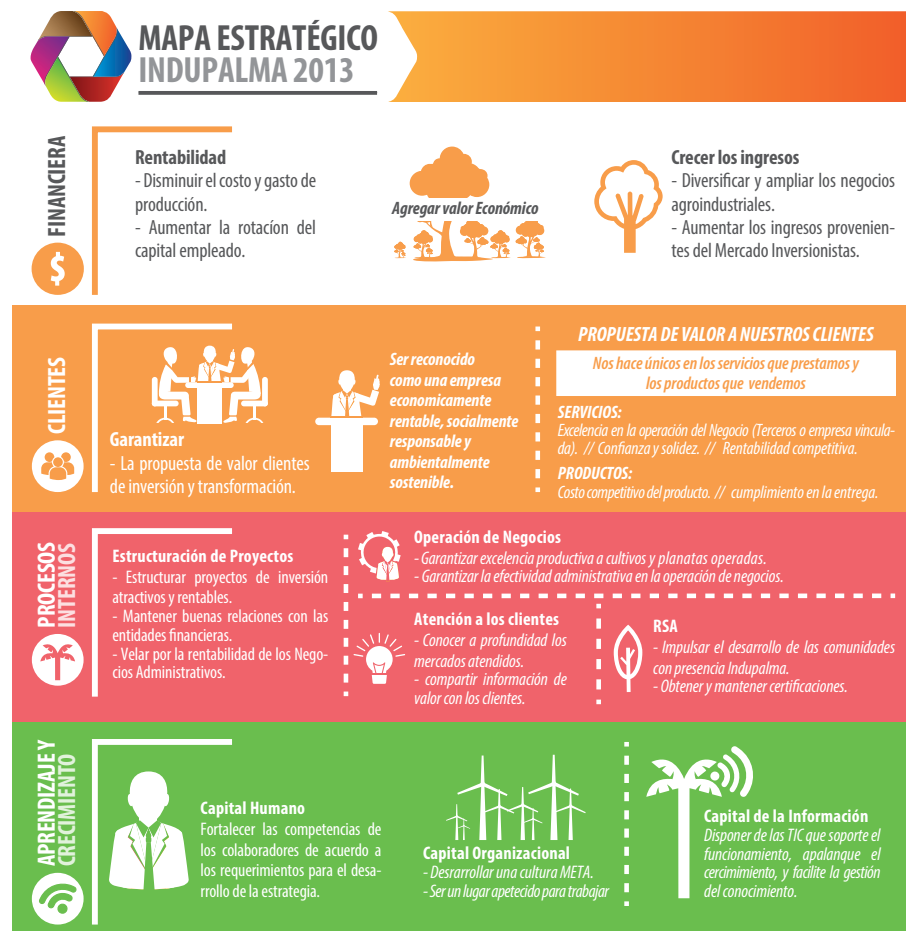 MAPA ESTRATÉGICO
INDUPALMA 2013
FINANCIERA
$
Rentabilidad
- Disminuir el costo y gasto de
producción.
- Aumentar la rotacíon del
capital empleado.
Agregar valor Económico
Crecer los ingresos
- Diversificar y ampliar los negocios
agroindustriales.
- Aumentar los ingresos provenien-
tes del Mercado Inversionistas.
CLIENTES
Garantizar
- La propuesta de valor clientes
de inversión y transformación.
Ser reconocido
como una empresa
economicamente
rentable, socialmente
responsable y
ambientalmente
sostenible.
PROPUESTA DE VALOR A NUESTROS CLIENTES
Nos hace únicos en los servicios que prestamos y
los productos que vendemos
SERVICIOS:
Excelencia en la operación del Negocio (Terceros o empresa vincula-
da). // Confianza y solidez. // Rentabilidad competitiva.
PRODUCTOS:
Costo competitivo del producto. // cumplimiento en la entrega.
PROCESOS
INTERNOS
Estructuración de Proyectos
- Estructurar proyectos de inversión
atractivos y rentables.
- Mantener buenas relaciones con las
entidades financieras.
- Velar por la rentabilidad de los Nego-
cios Administrativos.
Operación de Negocios
- Garantizar excelencia productiva a cultivos y planatas operadas.
- Garantizar la efectividad administrativa en la operación de negocios.
Atención a los clientes
- Conocer a profundidad los
mercados atendidos.
- compartir información de
valor con los clientes.
RSA
- Impulsar el desarrollo de las comunidades
con presencia Indupalma.
- Obtener y mantener certificaciones.
APRENDIZAJE Y
CRECIMIENTO
Capital Humano
Fortalecer las competencias de
los colaboradores de acuerdo a
los requerimientos para el desa-
rrollo de la estrategia.
Capital Organizacional
- Desarrollar una cultura META.
- Ser un lugar apetecido para trabajar
Capital de la Información
Disponer de las TIC que soporte el
funcionamiento, apalanque el
cercimimiento, y facilite la gestión
del conocimiento.